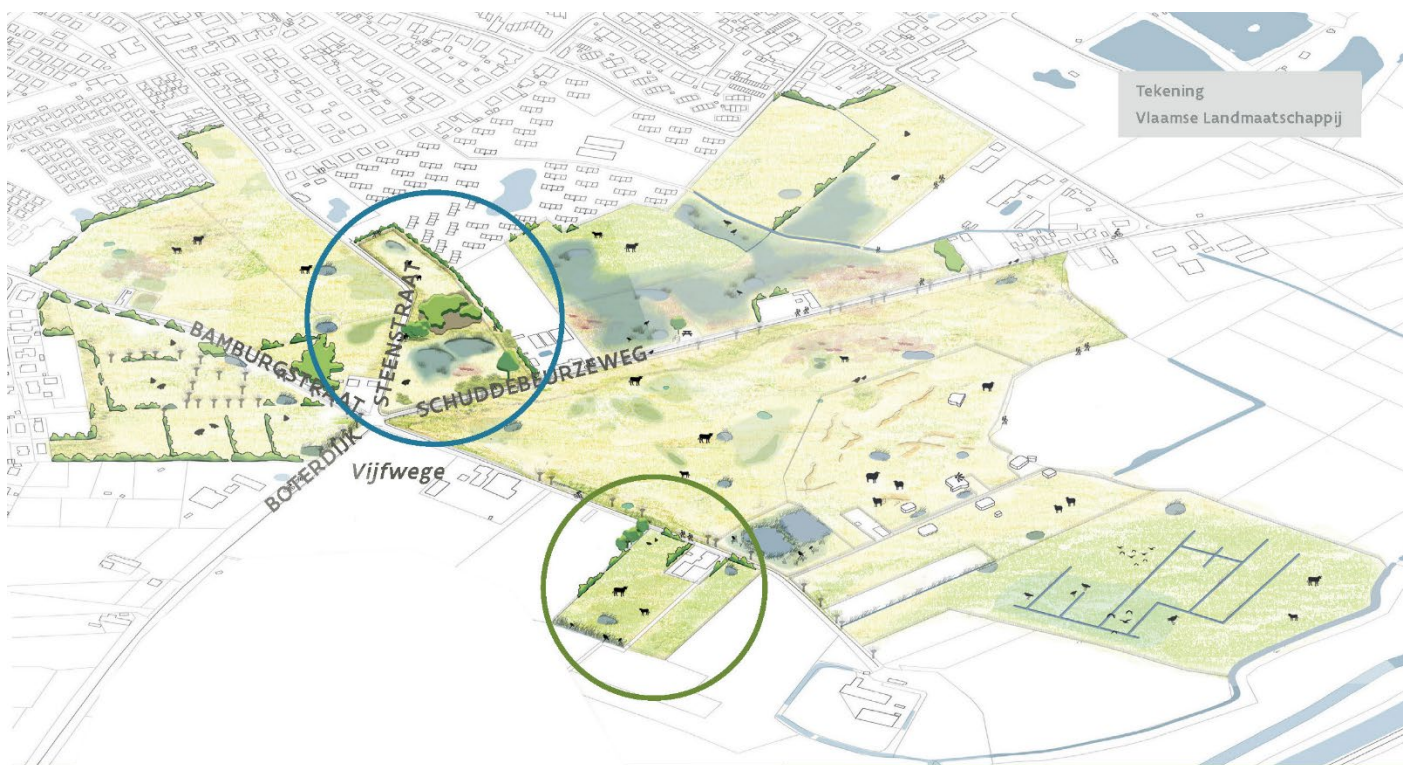 Tekening
Vlaamse Landmaatschappij
STEENSTRAAT
BAMBURGSTRAAT
SCHUDDEBEURZEWEG
BOTERDIJK
Vijfwege